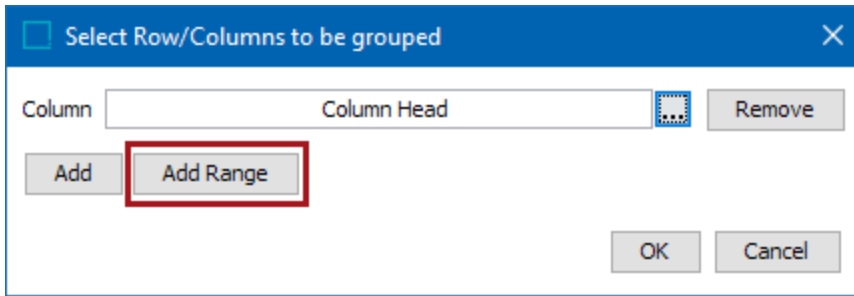 Select Row/Columns to be grouped
Column Column Head ... Remove
Add Add Range
OK Cancel